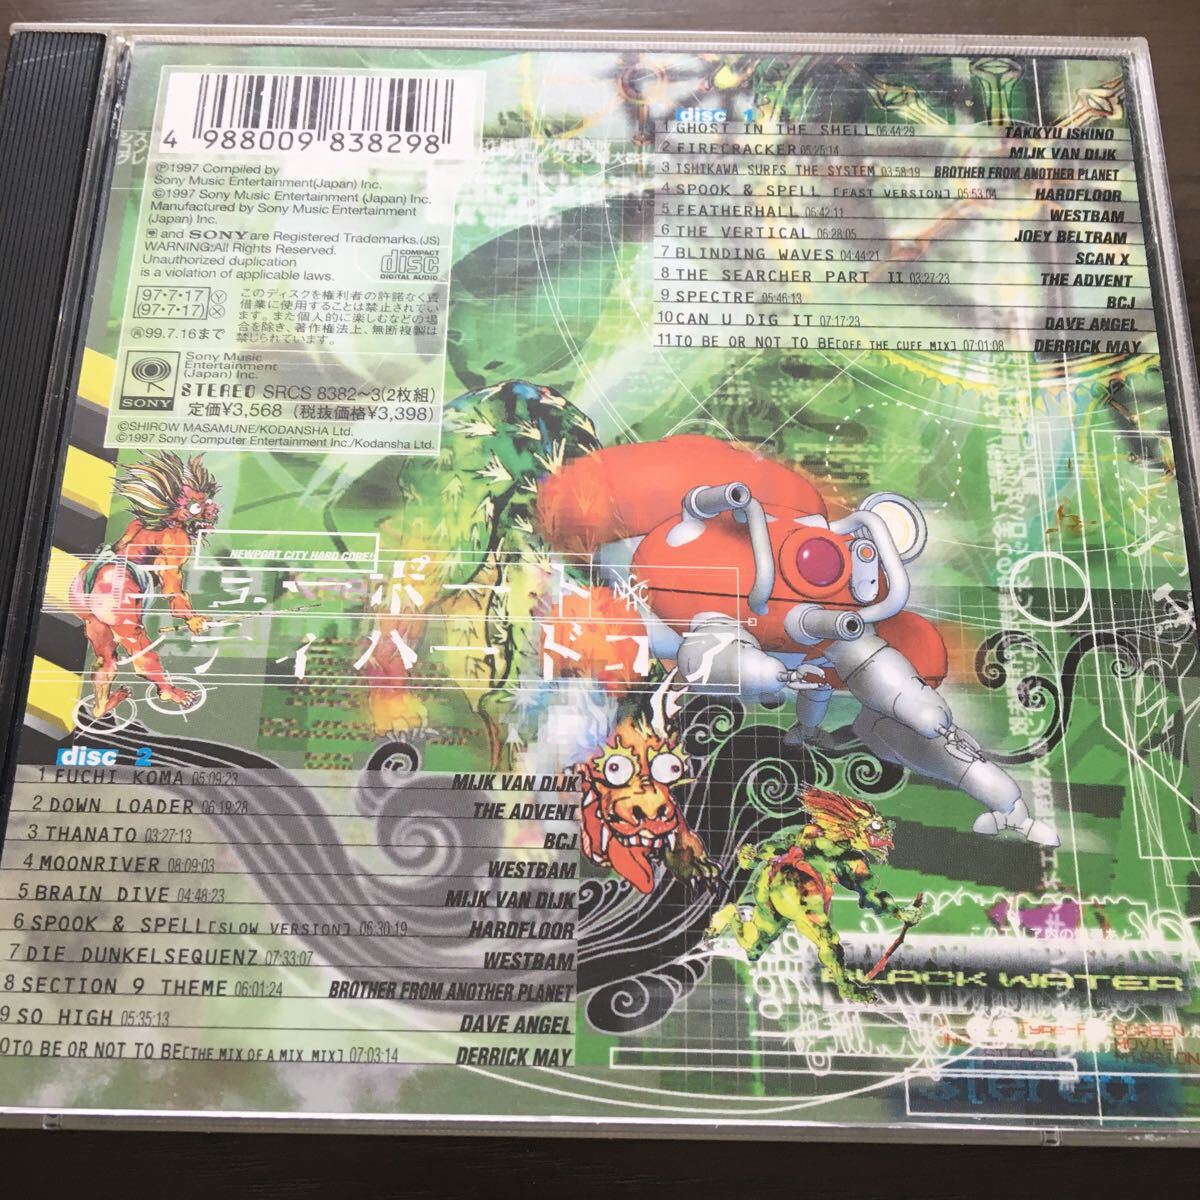 4 988009 838298
Ⓟ1997 Compiled by
Sony Music Entertainment(Japan) Inc.
©1997 Sony Music Entertainment (Japan) Inc.
Manufactured by Sony Music Entertainment
(Japan) Inc.
and SONY are Registered Trademarks.(JS)
WARNING:All Rights Reserved.
Unauthorized duplication
is a violation of applicable laws.
COMPACT
disc
DIGITAL AUDIO
97・7・17 Ⓨ
(97・7・17) Ⓧ
㊞99.7.16まで
このディスクを権利者の許諾なく賃
貸業に使用することは禁止されてい
ます。また個人的に楽しむなどの場
合を除き、著作権法上、無断複製は
禁じられています。
SONY
Sony Music
Entertainment
(Japan) Inc.
STEREO SRCS 8382~3(2枚組)
定価¥3,568 (税抜価格¥3,398)
©SHIROW MASAMUNE/KODANSHA Ltd.
©1997 Sony Computer Entertainment Inc./Kodansha Ltd.
disc 1
1 GHOST IN THE SHELL 06:44:29 TAKKYU ISHINO
2 FIRECRACKER 05:25:14 MIJK VAN DIJK
3 ISHIKAWA SURFS THE SYSTEM 03:58:19 BROTHER FROM ANOTHER PLANET
4 SPOOK & SPELL [FAST VERSION] 05:53:04 HARDFLOOR
5 FEATHERHALL 06:42:11 WESTBAM
6 THE VERTICAL 06:28:05 JOEY BELTRAM
7 BLINDING WAVES 04:44:21 SCAN X
8 THE SEARCHER PART II 03:27:23 THE ADVENT
9 SPECTRE 05:46:13 BCJ
10 CAN U DIG IT 07:17:23 DAVE ANGEL
11 TO BE OR NOT TO BE[OFF THE CUFF MIX] 07:01:08 DERRICK MAY
NEWPORT CITY HARD CORE!
ニューポート
シティハードコア
NCHC
disc 2
1 FUCHI KOMA 05:09:23 MIJK VAN DIJK
2 DOWN LOADER 06:19:28 THE ADVENT
3 THANATO 03:27:13 BCJ
4 MOONRIVER 08:09:03 WESTBAM
5 BRAIN DIVE 04:48:23 MIJK VAN DIJK
6 SPOOK & SPELL[SLOW VERSION] 06:30:19 HARDFLOOR
7 DIE DUNKELSEQUENZ 07:33:07 WESTBAM
8 SECTION 9 THEME 06:01:24 BROTHER FROM ANOTHER PLANET
9 SO HIGH 05:35:13 DAVE ANGEL
0 TO BE OR NOT TO BE[THE MIX OF A MIX MIX] 07:03:14 DERRICK MAY
BLACK WATER
SCREEN
MOVIE
stereo